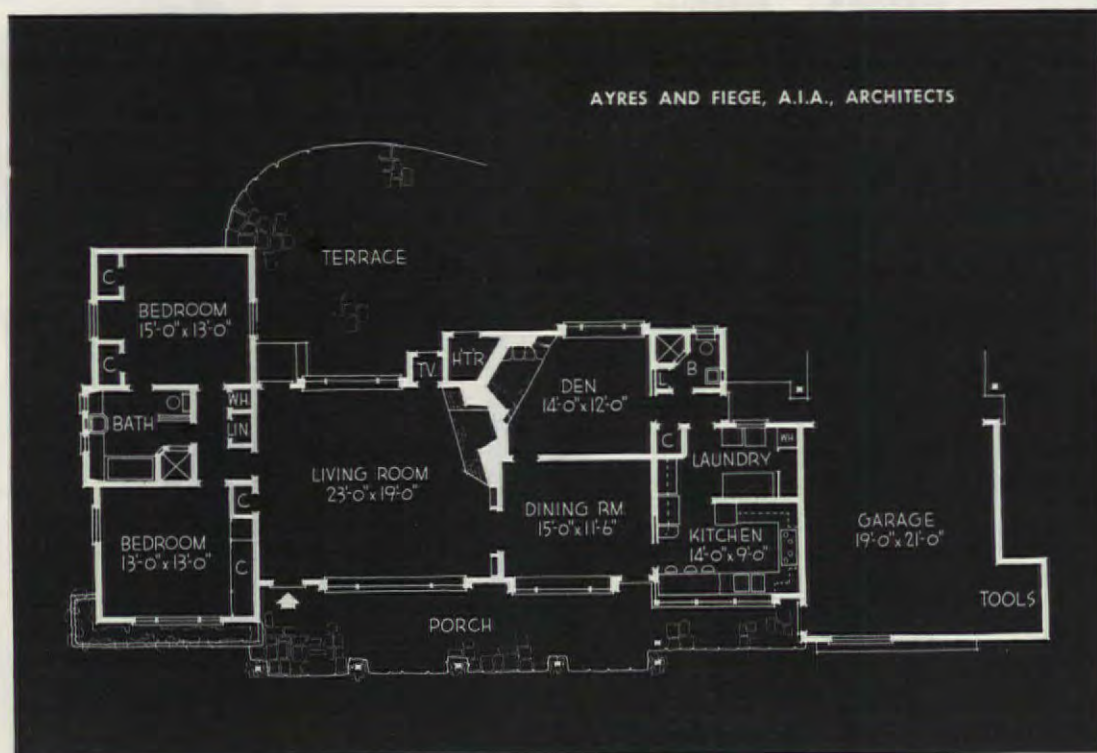 AYRES AND FIEGE, A.I.A., ARCHITECTS
TERRACE
C
BEDROOM
15'-0" x 13'-0"
C
TV
H'T'R
DEN
14'-0" x 12'-0"
L
B
BATH
WH
LIN
C
LAUNDRY
WH
LIVING ROOM
23'-0" x 19'-0"
C
DINING RM
15'-0" x 11'-6"
KITCHEN
14'-0" x 9'-0"
GARAGE
19'-0" x 21'-0"
BEDROOM
13'-0" x 13'-0"
C
PORCH
TOOLS